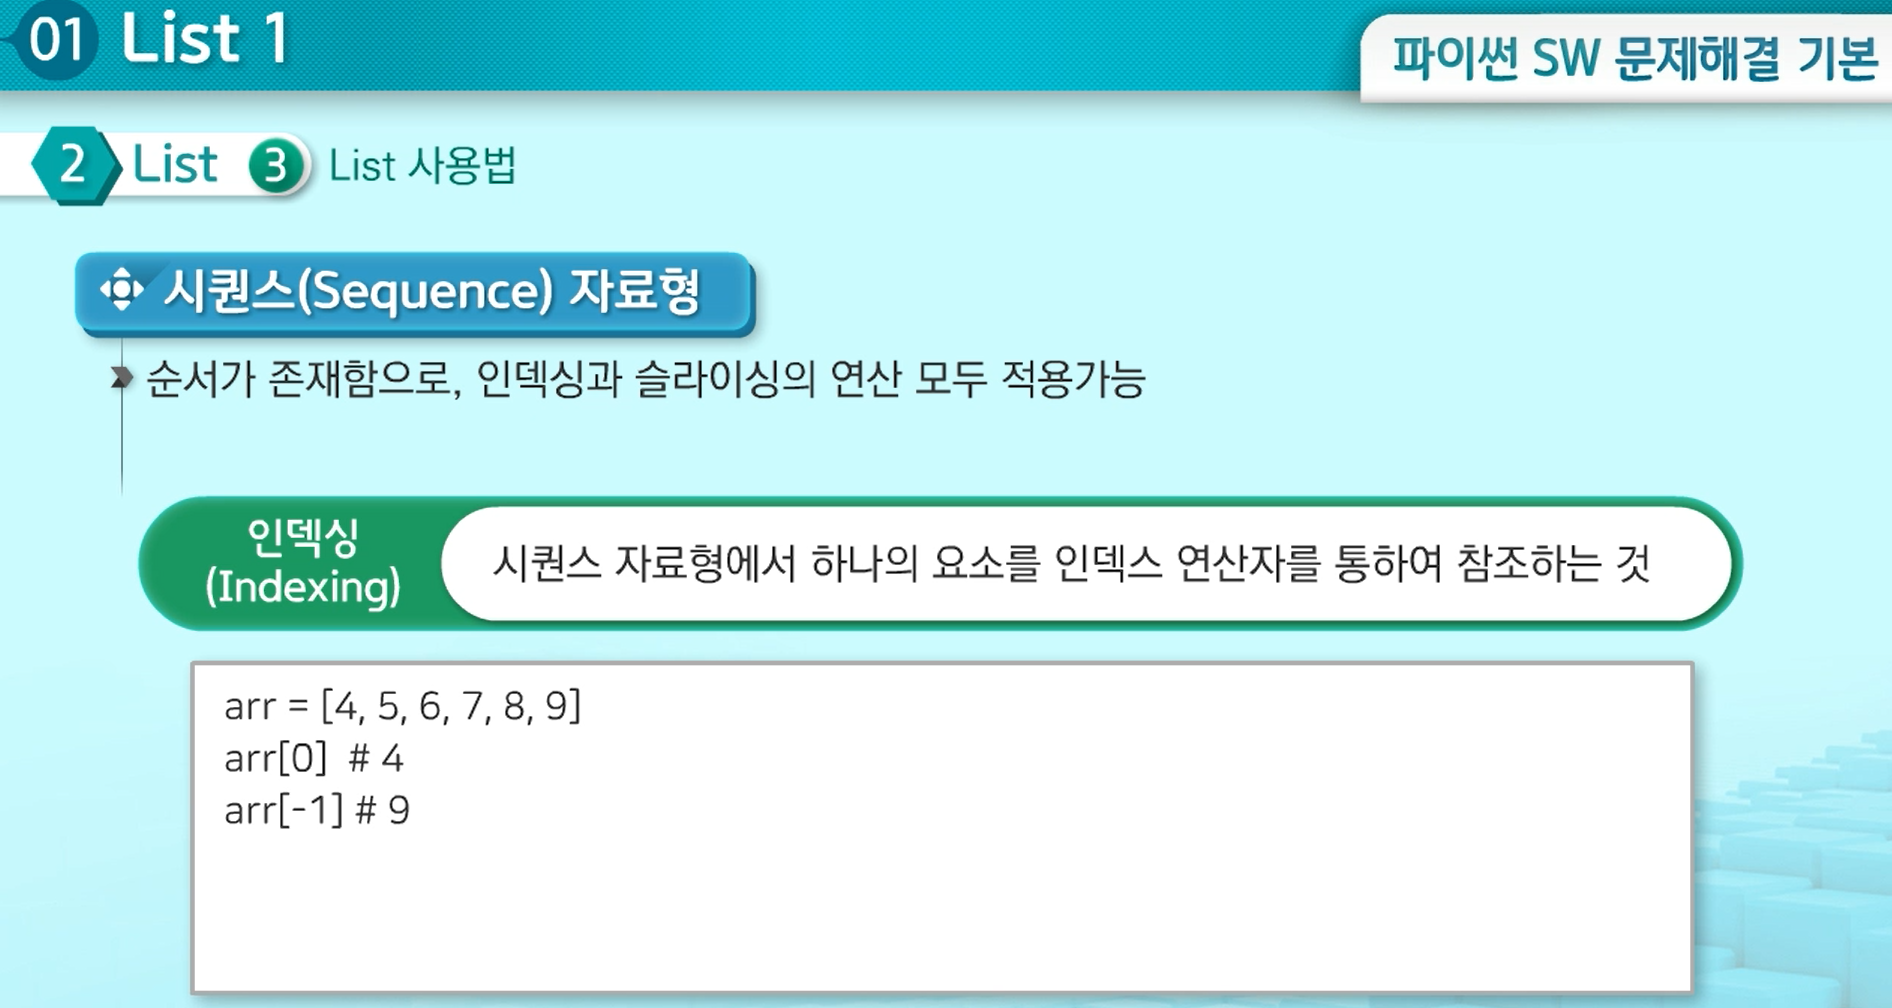 01 List 1
파이썬 SW 문제해결 기본
2 List 3 List 사용법
시퀀스(Sequence) 자료형
순서가 존재함으로, 인덱싱과 슬라이싱의 연산 모두 적용가능
인덱싱
(Indexing)
시퀀스 자료형에서 하나의 요소를 인덱스 연산자를 통하여 참조하는 것
arr = [4, 5, 6, 7, 8, 9]
arr[0]  # 4
arr[-1] # 9